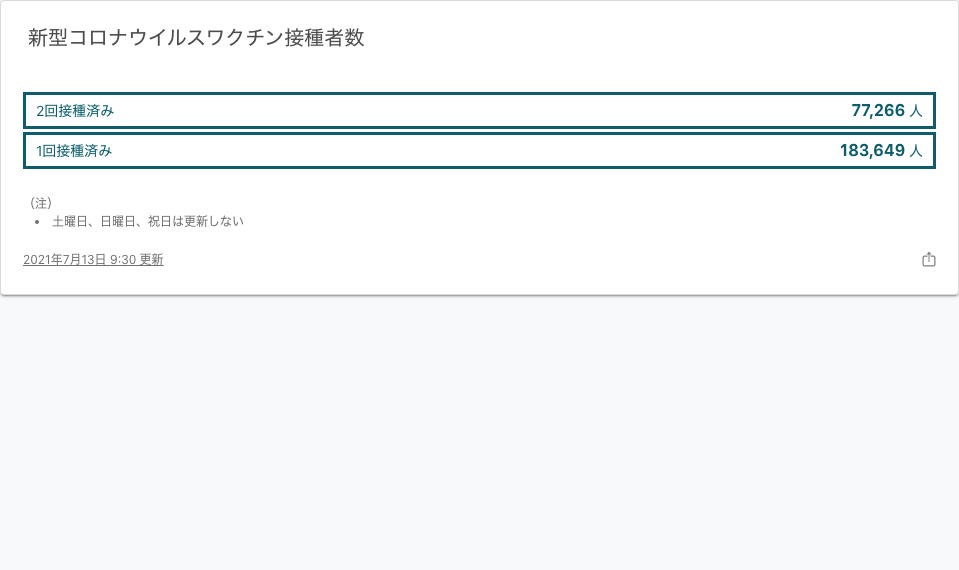 新型コロナウイルスワクチン接種者数
2回接種済み 77,266 人
1回接種済み 183,649 人
（注）
• 土曜日、日曜日、祝日は更新しない
2021年7月13日 9:30 更新